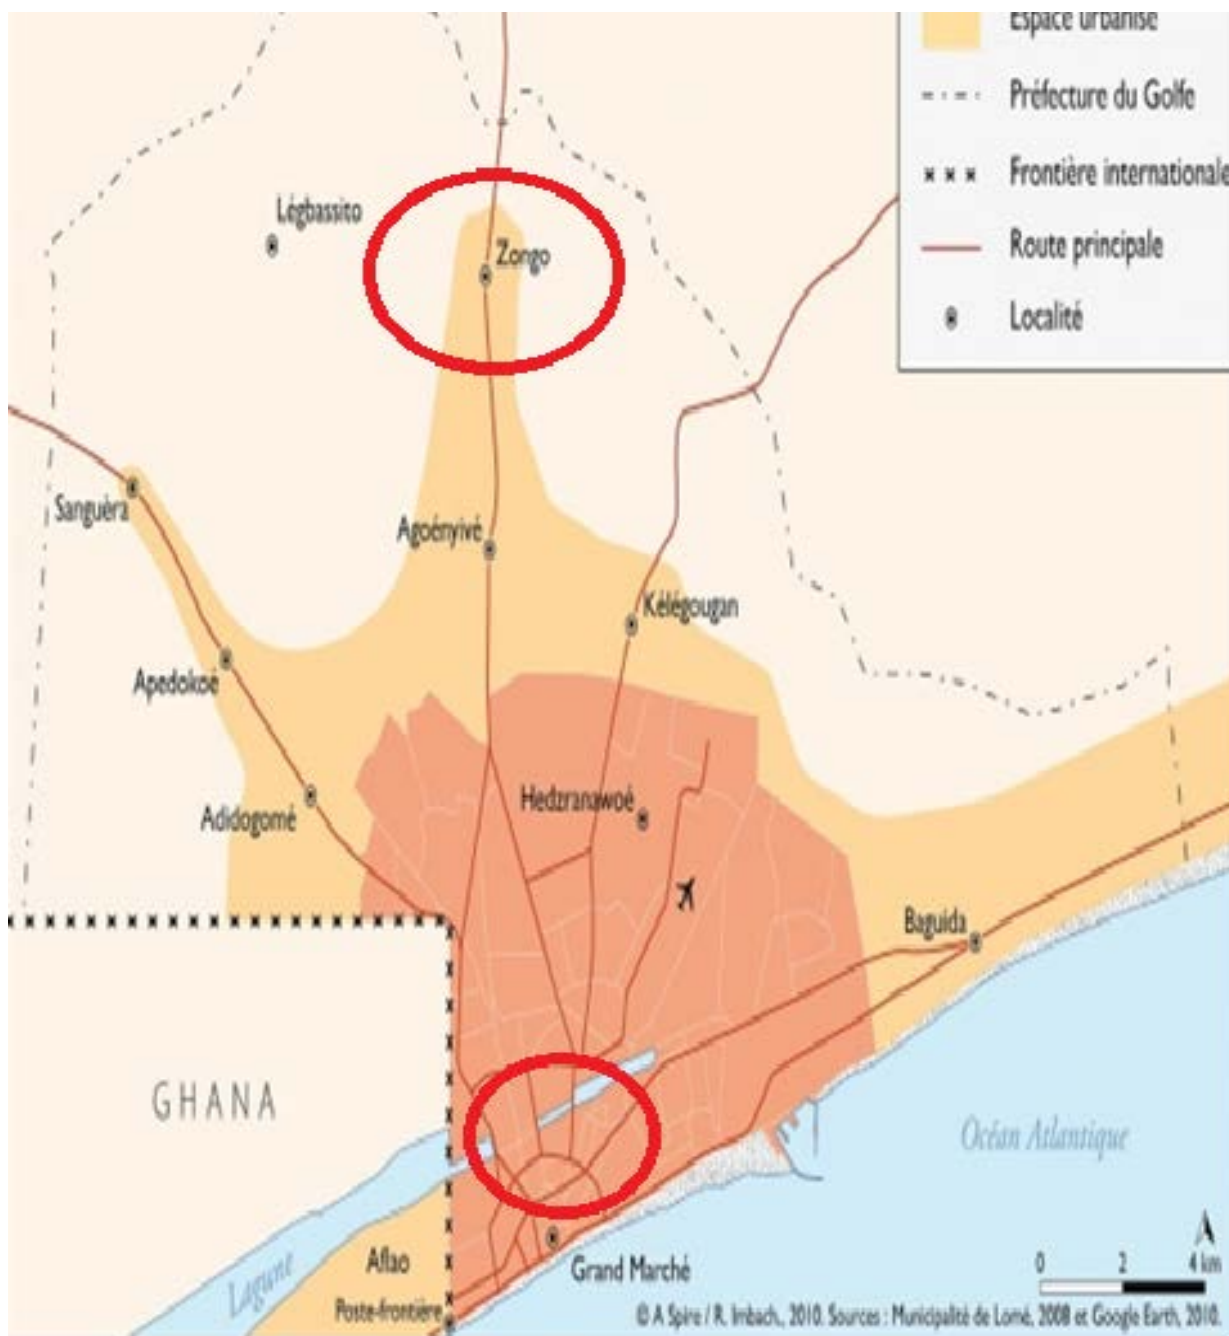 Espace urbanisé
Préfecture du Golfe
Frontière internationale
Route principale
Localité
Légbassito
Zongo
Sanguèra
Agoényivé
Kélégougan
Apedokoé
Adidogomé
Hedzranawoé
Baguida
GHANA
Océan Atlantique
Lagune
Aflao
Poste-frontière
Grand Marché
0 2 4 km
© A Spire / R. Imbach, 2010. Sources : Municipalité de Lomé, 2008 et Google Earth, 2010.